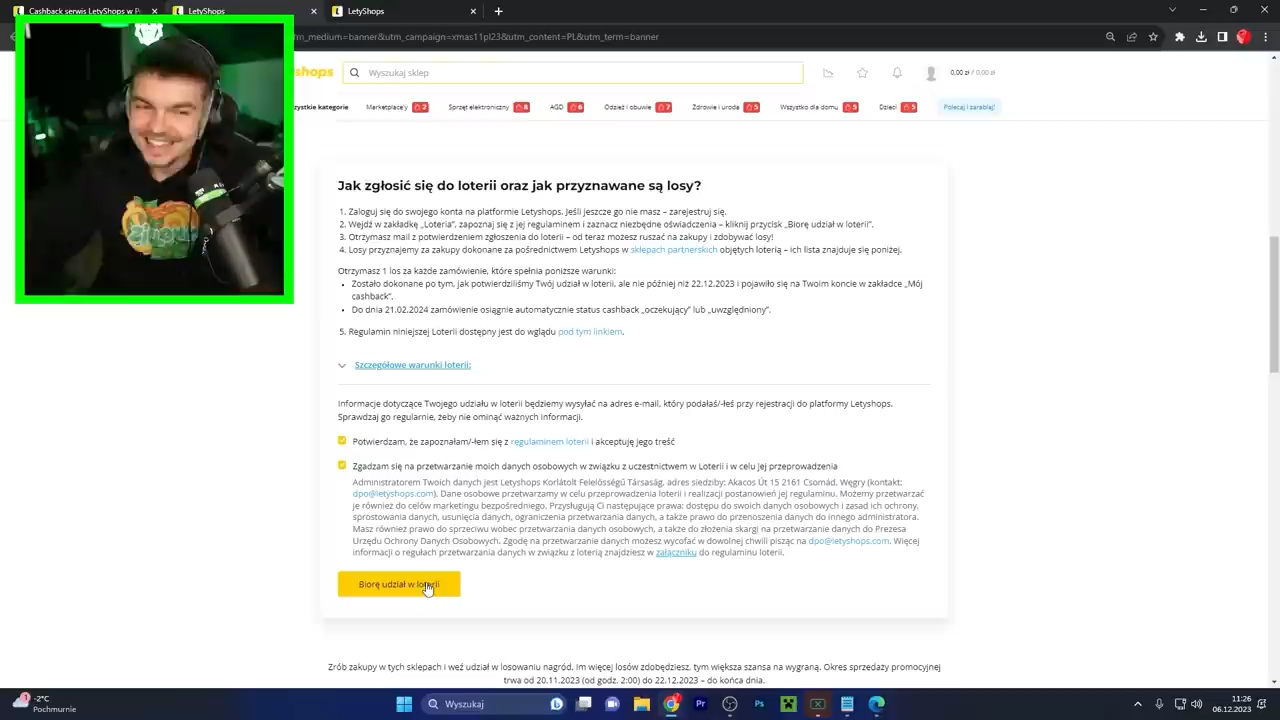 Cashback serwis LetyShops w P
LetyShops
LetyShops
tm_medium=banner&utm_campaign=xmas11pl23&utm_content=PL&utm_term=banner
shops
Wyszukaj sklep
0,00 zł / 0,00 zł
zystkie kategorie
Marketplace'y 2
Sprzęt elektroniczny 8
AGD 6
Odzież i obuwie 7
Zdrowie i uroda 5
Wszystko dla domu 5
Dzieci 5
Polecaj i zarabiaj!
Jak zgłosić się do loterii oraz jak przyznawane są losy?
1. Zaloguj się do swojego konta na platformie Letyshops. Jeśli jeszcze go nie masz – zarejestruj się.
2. Wejdź w zakładkę „Loteria”, zapoznaj się z jej regulaminem i zaznacz niezbędne oświadczenia – kliknij przycisk „Biorę udział w loterii”.
3. Otrzymasz mail z potwierdzeniem zgłoszenia do loterii – od teraz możesz ruszać na zakupy i zdobywać losy!
4. Losy przyznajemy za zakupy dokonane za pośrednictwem Letyshops w sklepach partnerskich objętych loterią – ich lista znajduje się poniżej.
Otrzymasz 1 los za każde zamówienie, które spełnia poniższe warunki:
• Zostało dokonane po tym, jak potwierdziliśmy Twój udział w loterii, ale nie później niż 22.12.2023 i pojawiło się na Twoim koncie w zakładce „Mój
cashback”,
• Do dnia 21.02.2024 zamówienie osiągnie automatycznie status cashback „oczekujący” lub „uwzględniony”.
5. Regulamin niniejszej Loterii dostępny jest do wglądu pod tym linkiem.
Szczegółowe warunki loterii:
Informacje dotyczące Twojego udziału w loterii będziemy wysyłać na adres e-mail, który podałaś/-łeś przy rejestracji do platformy Letyshops.
Sprawdzaj go regularnie, żeby nie ominąć ważnych informacji.
Potwierdzam, że zapoznałam/-łem się z regulaminem loterii i akceptuję jego treść
Zgadzam się na przetwarzanie moich danych osobowych w związku z uczestnictwem w Loterii i w celu jej przeprowadzenia
Administratorem Twoich danych jest Letyshops Korlátolt Felelősségű Társaság, adres siedziby: Akacos Út 15 2161 Csomád, Węgry (kontakt:
dpo@letyshops.com). Dane osobowe przetwarzamy w celu przeprowadzenia loterii i realizacji postanowień jej regulaminu. Możemy przetwarzać
je również do celów marketingu bezpośredniego. Przysługują Ci następujące prawa: dostępu do swoich danych osobowych i zasad ich ochrony,
sprostowania danych, usunięcia danych, ograniczenia przetwarzania danych, a także prawo do przenoszenia danych do innego administratora.
Masz również prawo do sprzeciwu wobec przetwarzania danych osobowych, a także do złożenia skargi na przetwarzanie danych do Prezesa
Urzędu Ochrony Danych Osobowych. Zgodę na przetwarzanie danych możesz wycofać w dowolnej chwili pisząc na dpo@letyshops.com. Więcej
informacji o regułach przetwarzania danych w związku z loterią znajdziesz w załączniku do regulaminu loterii.
Biorę udział w loterii
Zrób zakupy w tych sklepach i weź udział w losowaniu nagród. Im więcej losów zdobędziesz, tym większa szansa na wygraną. Okres sprzedaży promocyjnej
trwa od 20.11.2023 (od godz. 2:00) do 22.12.2023 – do końca dnia.
-2°C
Pochmurnie
Wyszukaj
11:26
06.12.2023